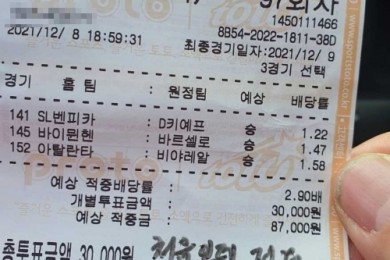 97회차
1450111466
2021/12/ 8 18:59:31 8854-2022-1811-38D
최종경기일자:2021/12/ 9
3경기 선택
경기 홈 팀 : 원정팀 예상 배당률
141 SL벤피카 :D키예프 승 1.22
145 바이뮌헨 :바르셀로 승 1.47
152 아탈란타 :비야레알 승 1.58
예상 적중배당률 2.90배
개별투표금액 30,000원
예상 적중금 87,000원
총투표금액 30,000원